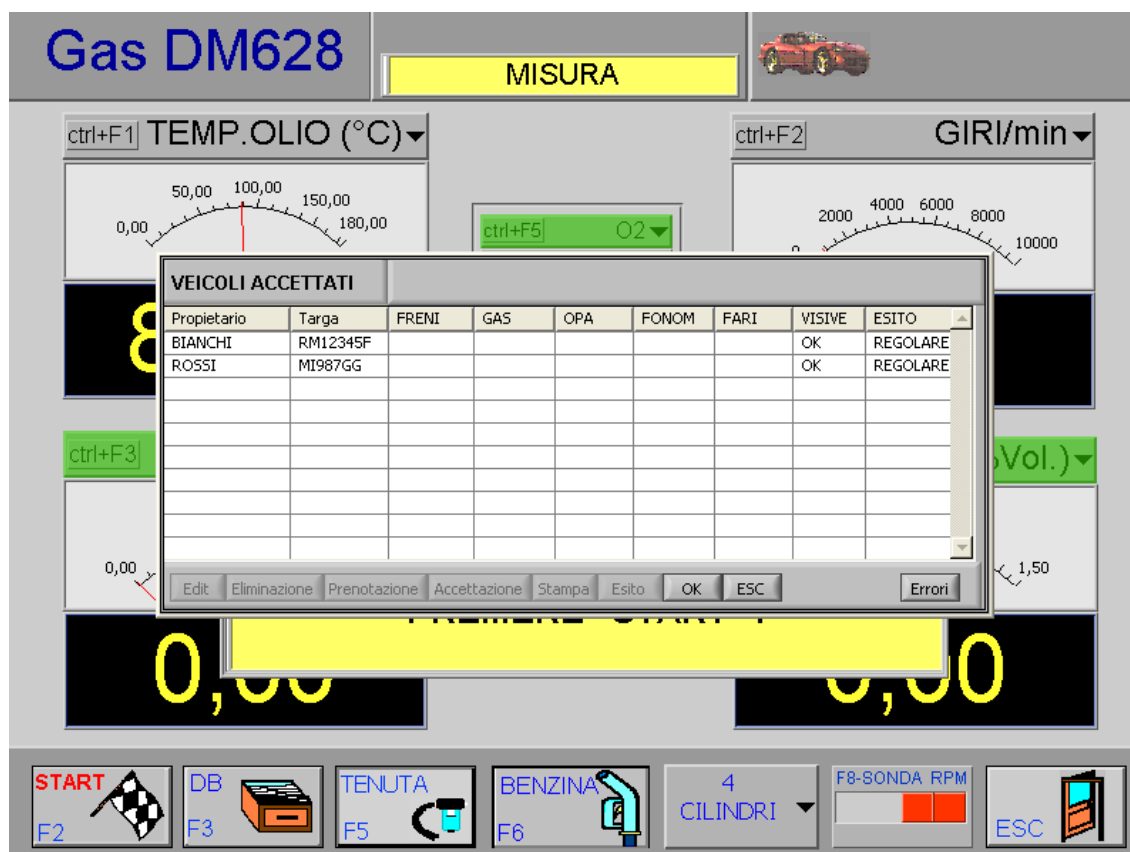 Gas DM628
MISURA
ctrl+F1 TEMP.OLIO (°C)
ctrl+F2 GIRI/min
0,00 50,00 100,00 150,00 180,00
ctrl+F5 O2
0 2000 4000 6000 8000 10000
VEICOLI ACCETTATI
Propietario Targa FRENI GAS OPA FONOM FARI VISIVE ESITO
BIANCHI RM12345F OK REGOLARE
ROSSI MI987GG OK REGOLARE
ctrl+F3
Vol.)
0,00
1,50
Edit Eliminazione Prenotazione Accettazione Stampa Esito OK ESC Errori
PREMERE START
0,00
0,00
START F2
DB F3
TENUTA F5
BENZINA F6
4 CILINDRI
F8-SONDA RPM
ESC